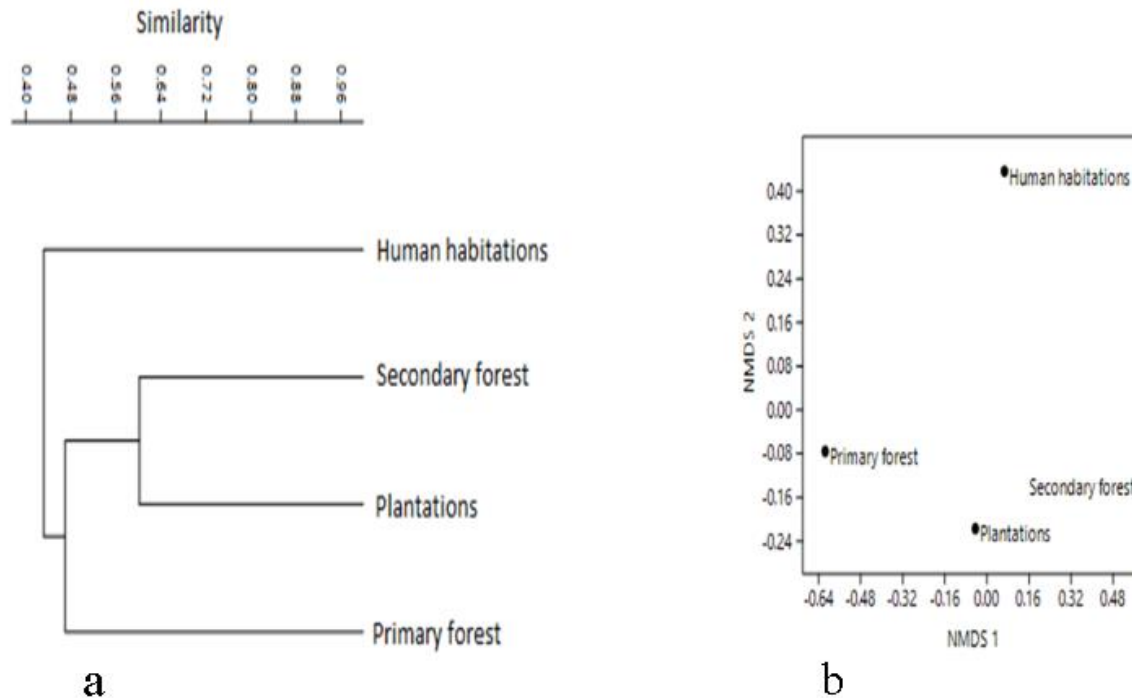 Similarity
0.40 0.48 0.56 0.64 0.72 0.80 0.88 0.96
Human habitations
Secondary forest
Plantations
Primary forest
a
NMDS 2
0.40
0.32
0.24
0.16
0.08
0.00
-0.08
-0.16
-0.24
Human habitations
Primary forest
Secondary forest
Plantations
-0.64 -0.48 -0.32 -0.16 0.00 0.16 0.32 0.48
NMDS 1
b